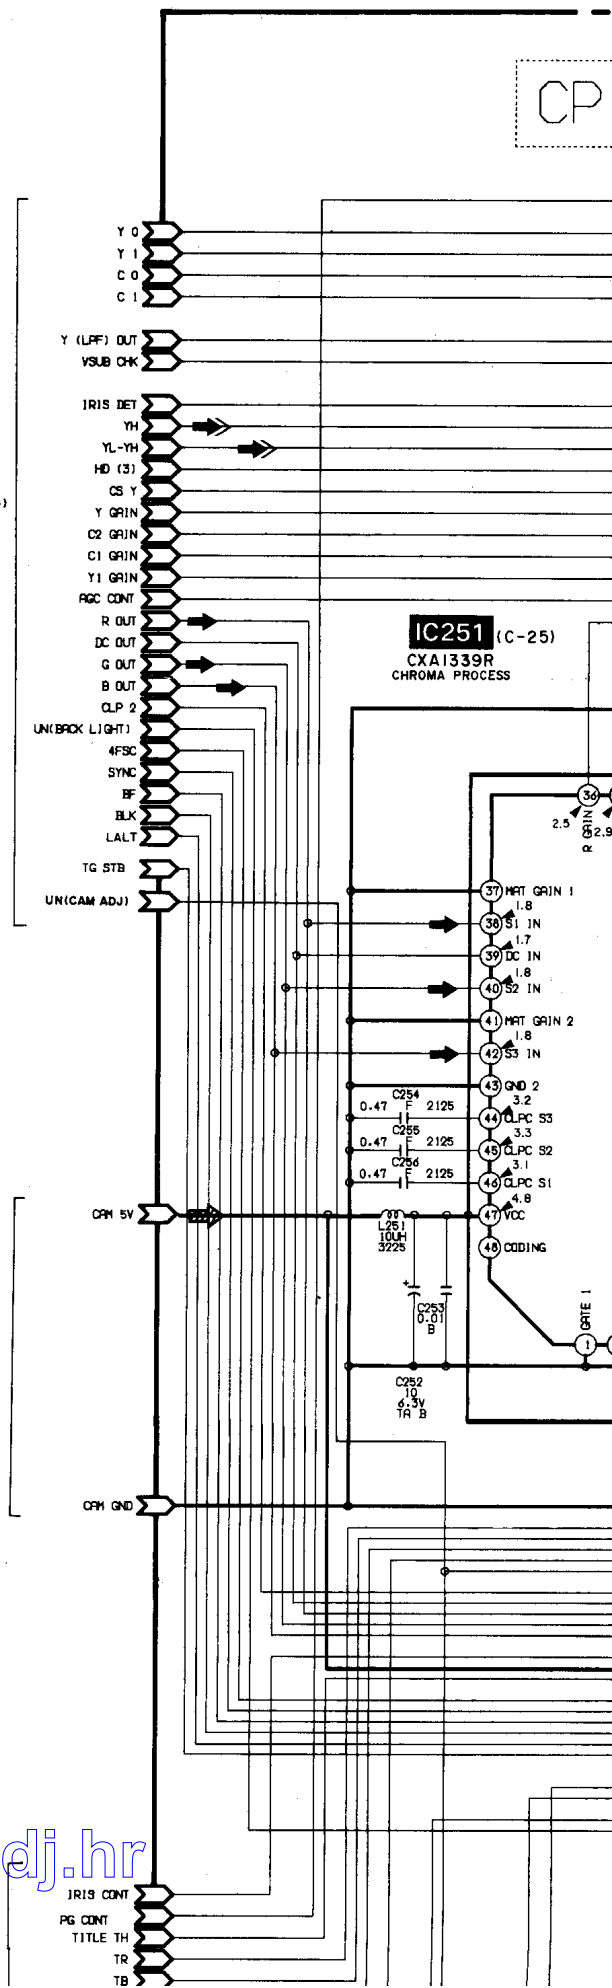 CP
Y 0
Y 1
C 0
C 1
Y (LPF) OUT
VSUB CHK
IRIS DET
YH
YL-YH
HD (3)
CS Y
Y GAIN
C2 GAIN
C1 GAIN
Y1 GAIN
AGC CONT
R OUT
DC OUT
G OUT
B OUT
CLP 2
UN(BACK LIGHT)
4FSC
SYNC
BF
BLK
LALT
TG STB
UN(CAM ADJ)
IC251 (C-25)
CXA1339R
CHROMA PROCESS
36
2.5
R GAIN
2.9
37 MAT GAIN 1
1.8
38 S1 IN
1.7
39 DC IN
1.8
40 S2 IN
41 MAT GAIN 2
1.8
42 S3 IN
43 GND 2
C254
3.2
0.47 F 2125
44 CLPC S3
C255
3.3
0.47 F 2125
45 CLPC S2
C256
3.1
0.47 F 2125
46 CLPC S1
4.8
CAM 5V
47 VCC
L251
10UH
3225
48 CODING
+
C253
0.01
B
GATE 1
1
C252
10
6.3V
TA B
CAM GND
dj.hr
IRIS CONT
PG CONT
TITLE TH
TR
TB